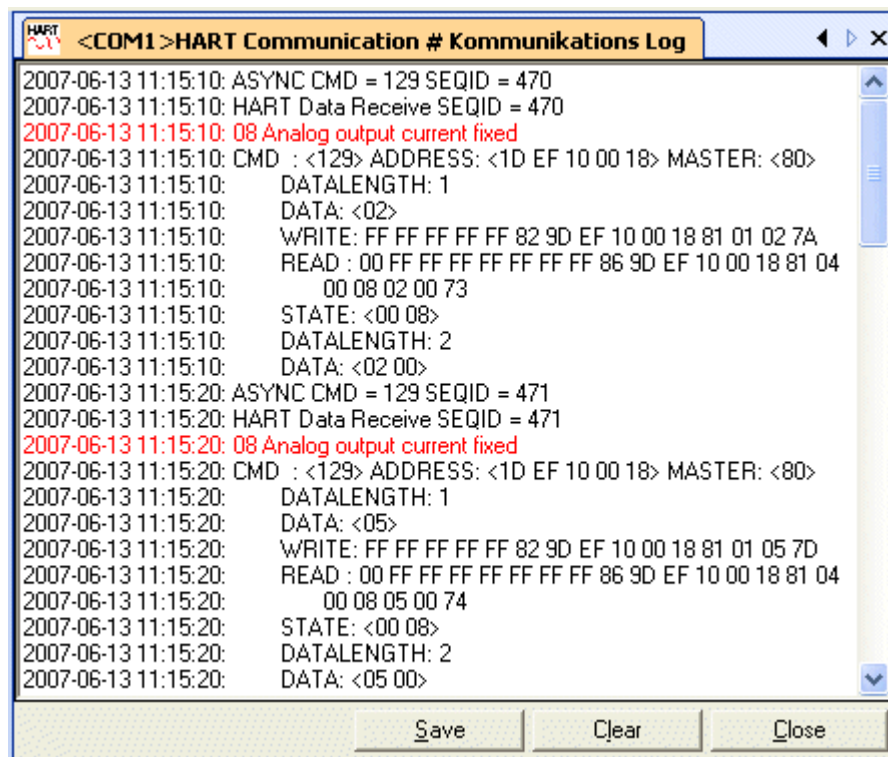 HART
<COM1>HART Communication # Kommunikations Log
2007-06-13 11:15:10: ASYNC CMD = 129 SEQID = 470
2007-06-13 11:15:10: HART Data Receive SEQID = 470
2007-06-13 11:15:10: 08 Analog output current fixed
2007-06-13 11:15:10: CMD : <129> ADDRESS: <1D EF 10 00 18> MASTER: <80>
2007-06-13 11:15:10: DATALENGTH: 1
2007-06-13 11:15:10: DATA: <02>
2007-06-13 11:15:10: WRITE: FF FF FF FF FF 82 9D EF 10 00 18 81 01 02 7A
2007-06-13 11:15:10: READ : 00 FF FF FF FF FF FF FF 86 9D EF 10 00 18 81 04
2007-06-13 11:15:10: 00 08 02 00 73
2007-06-13 11:15:10: STATE: <00 08>
2007-06-13 11:15:10: DATALENGTH: 2
2007-06-13 11:15:10: DATA: <02 00>
2007-06-13 11:15:20: ASYNC CMD = 129 SEQID = 471
2007-06-13 11:15:20: HART Data Receive SEQID = 471
2007-06-13 11:15:20: 08 Analog output current fixed
2007-06-13 11:15:20: CMD : <129> ADDRESS: <1D EF 10 00 18> MASTER: <80>
2007-06-13 11:15:20: DATALENGTH: 1
2007-06-13 11:15:20: DATA: <05>
2007-06-13 11:15:20: WRITE: FF FF FF FF FF 82 9D EF 10 00 18 81 01 05 7D
2007-06-13 11:15:20: READ : 00 FF FF FF FF FF FF FF 86 9D EF 10 00 18 81 04
2007-06-13 11:15:20: 00 08 05 00 74
2007-06-13 11:15:20: STATE: <00 08>
2007-06-13 11:15:20: DATALENGTH: 2
2007-06-13 11:15:20: DATA: <05 00>
Save Clear Close